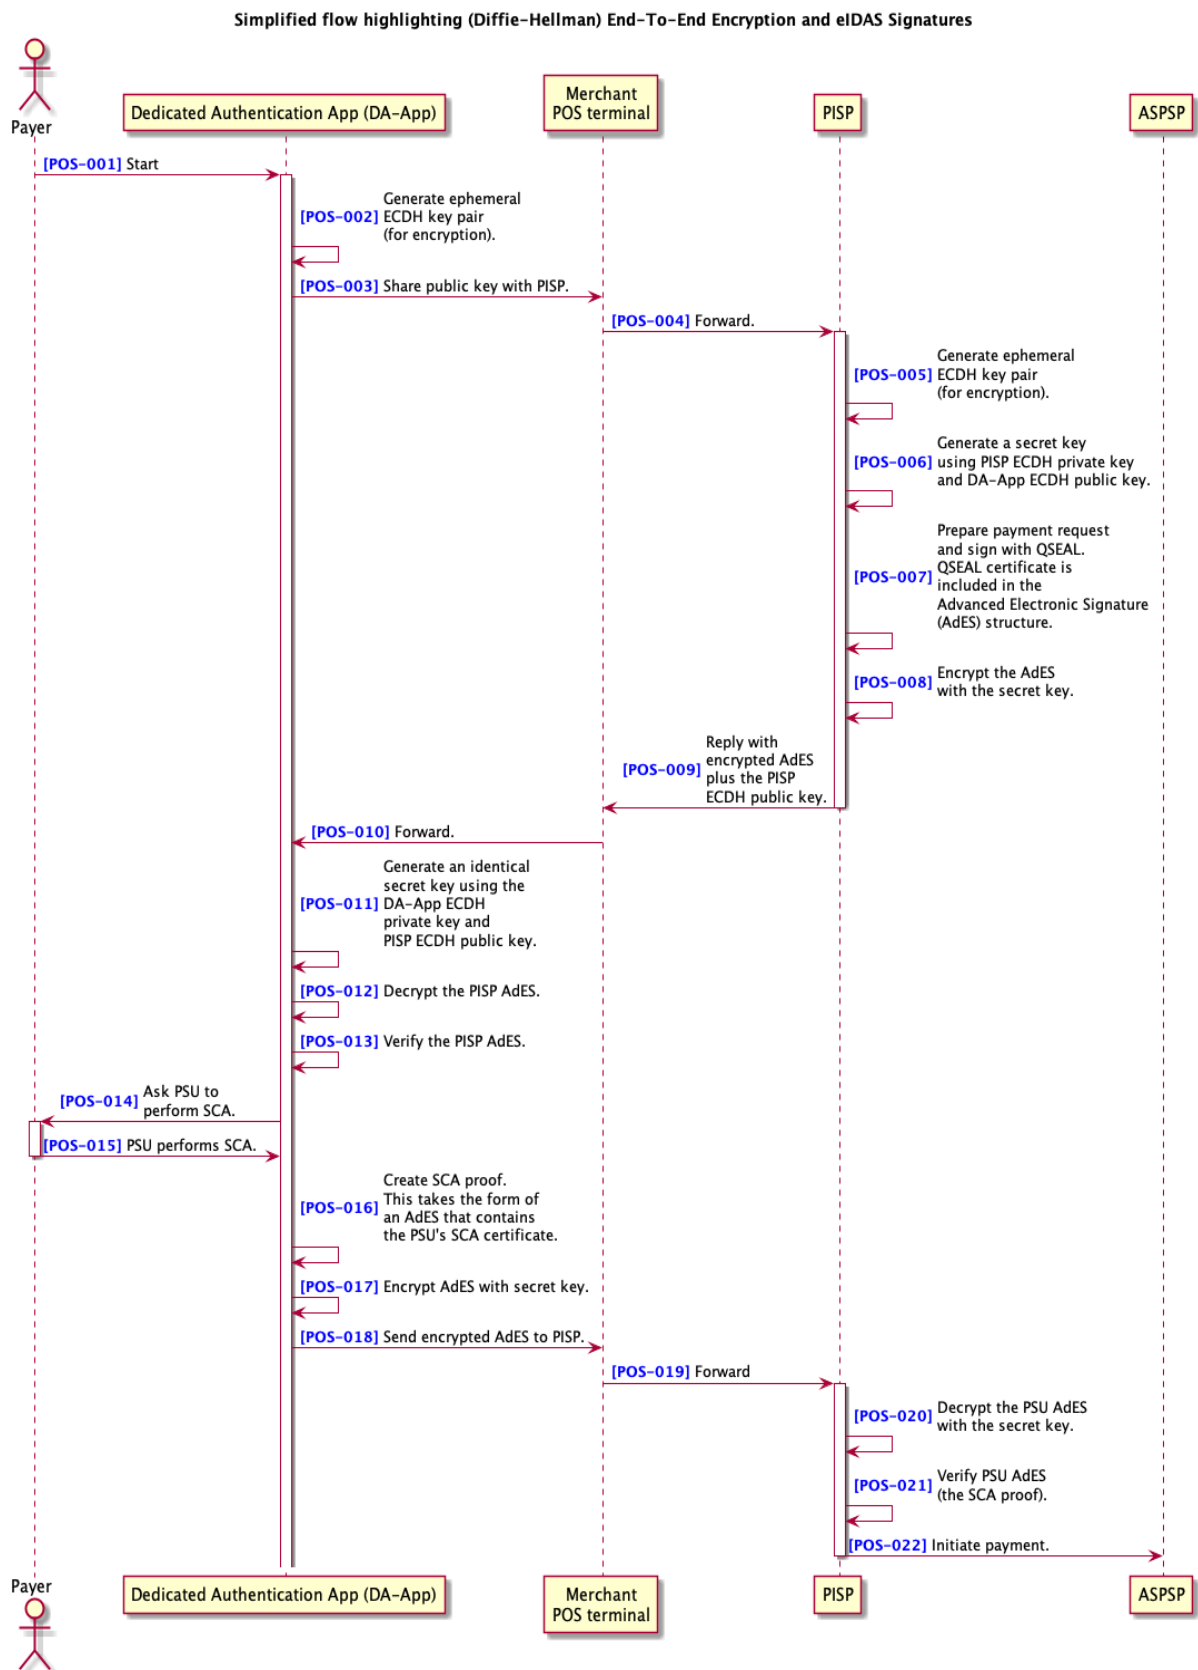 Simplified flow highlighting (Diffie-Hellman) End-To-End Encryption and eIDAS Signatures
Payer
Dedicated Authentication App (DA-App)
Merchant
POS terminal
PISP
ASPSP
[POS-001] Start
Generate ephemeral
[POS-002] ECDH key pair
(for encryption).
[POS-003] Share public key with PISP.
[POS-004] Forward.
Generate ephemeral
[POS-005] ECDH key pair
(for encryption).
Generate a secret key
[POS-006] using PISP ECDH private key
and DA-App ECDH public key.
Prepare payment request
and sign with QSEAL.
[POS-007] QSEAL certificate is
included in the
Advanced Electronic Signature
(AdES) structure.
[POS-008] Encrypt the AdES
with the secret key.
Reply with
[POS-009] encrypted AdES
plus the PISP
ECDH public key.
[POS-010] Forward.
Generate an identical
secret key using the
[POS-011] DA-App ECDH
private key and
PISP ECDH public key.
[POS-012] Decrypt the PISP AdES.
[POS-013] Verify the PISP AdES.
[POS-014] Ask PSU to
perform SCA.
[POS-015] PSU performs SCA.
Create SCA proof.
[POS-016] This takes the form of
an AdES that contains
the PSU's SCA certificate.
[POS-017] Encrypt AdES with secret key.
[POS-018] Send encrypted AdES to PISP.
[POS-019] Forward
[POS-020] Decrypt the PSU AdES
with the secret key.
[POS-021] Verify PSU AdES
(the SCA proof).
[POS-022] Initiate payment.
Payer
Dedicated Authentication App (DA-App)
Merchant
POS terminal
PISP
ASPSP